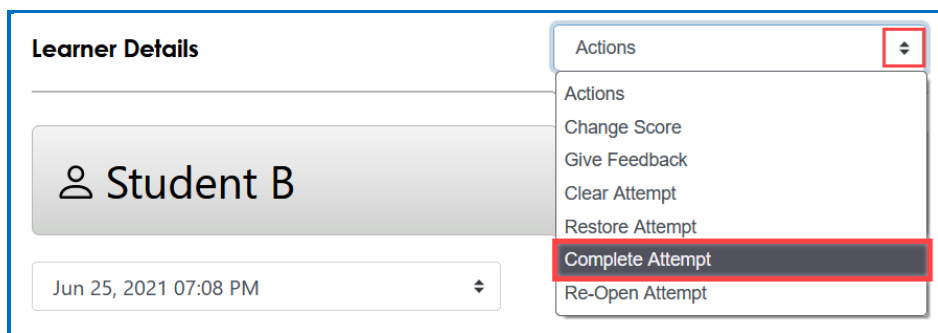 Learner Details
Actions
Actions
Change Score
Give Feedback
Clear Attempt
Restore Attempt
Complete Attempt
Re-Open Attempt
Student B
Jun 25, 2021 07:08 PM